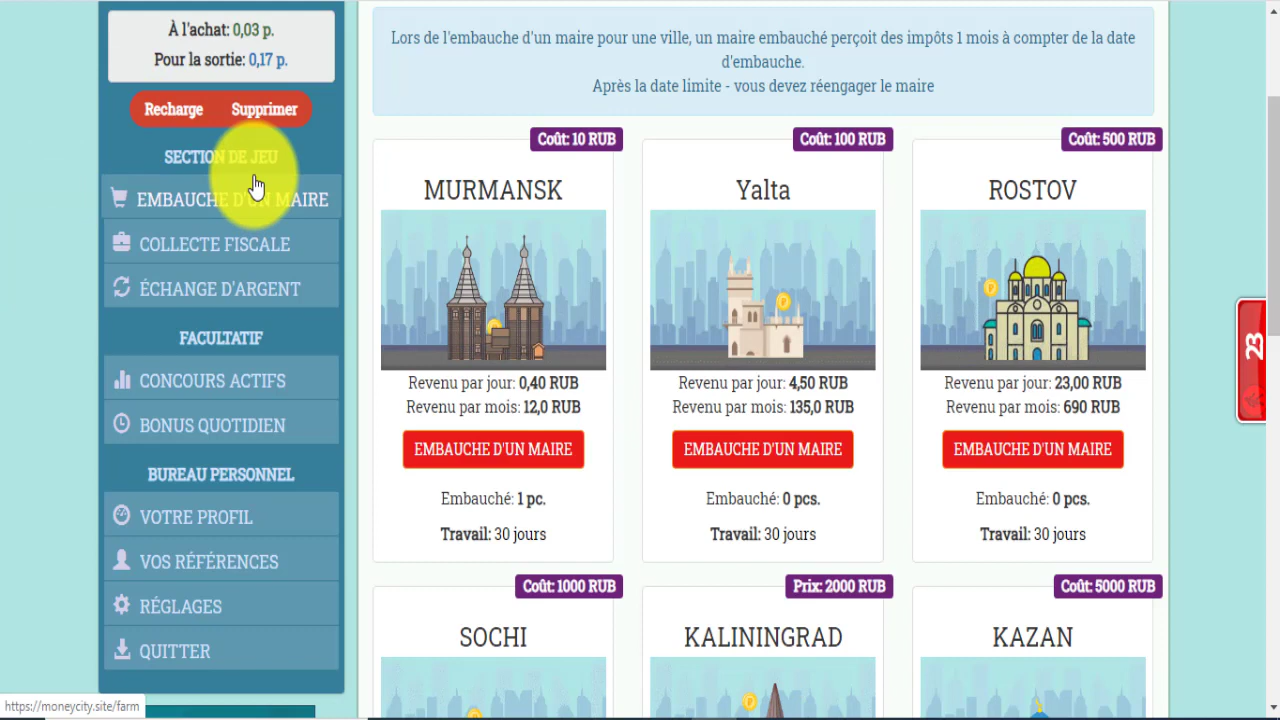 À l'achat: 0,03 p.
Pour la sortie: 0,17 p.
Recharge Supprimer
SECTION DE JEU
EMBAUCHE D'UN MAIRE
COLLECTE FISCALE
ÉCHANGE D'ARGENT
FACULTATIF
CONCOURS ACTIFS
BONUS QUOTIDIEN
BUREAU PERSONNEL
VOTRE PROFIL
VOS RÉFÉRENCES
RÉGLAGES
QUITTER
https://moneycity.site/farm
Lors de l'embauche d'un maire pour une ville, un maire embauché perçoit des impôts 1 mois à compter de la date
d'embauche.
Après la date limite - vous devez réengager le maire
Coût: 10 RUB
MURMANSK
Revenu par jour: 0,40 RUB
Revenu par mois: 12,0 RUB
EMBAUCHE D'UN MAIRE
Embauché: 1 pc.
Travail: 30 jours
Coût: 100 RUB
Yalta
Revenu par jour: 4,50 RUB
Revenu par mois: 135,0 RUB
EMBAUCHE D'UN MAIRE
Embauché: 0 pcs.
Travail: 30 jours
Coût: 500 RUB
ROSTOV
Revenu par jour: 23,00 RUB
Revenu par mois: 690 RUB
EMBAUCHE D'UN MAIRE
Embauché: 0 pcs.
Travail: 30 jours
Coût: 1000 RUB
SOCHI
Prix: 2000 RUB
KALININGRAD
Coût: 5000 RUB
KAZAN
23